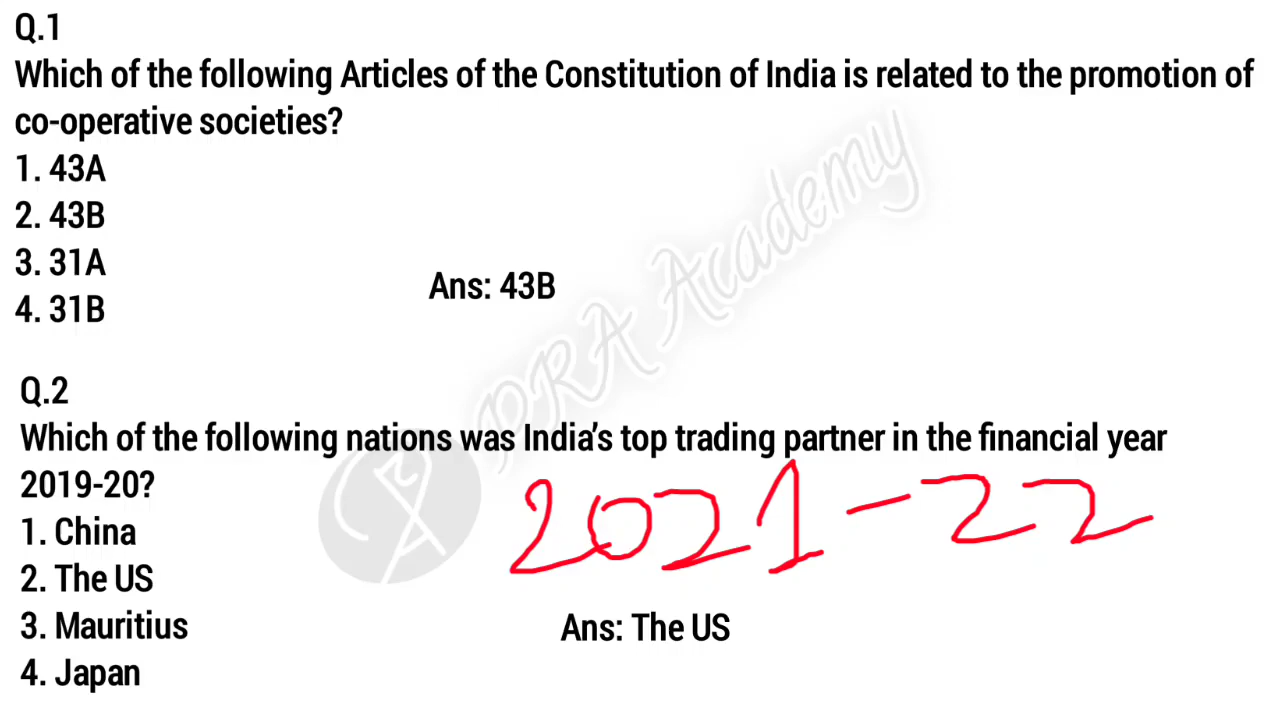 Q.1
Which of the following Articles of the Constitution of India is related to the promotion of
co-operative societies?
1. 43A
2. 43B
3. 31A
4. 31B
Ans: 43B
PRA Academy
Q.2
Which of the following nations was India's top trading partner in the financial year
2019-20?
2021-22
1. China
2. The US
3. Mauritius
4. Japan
Ans: The US